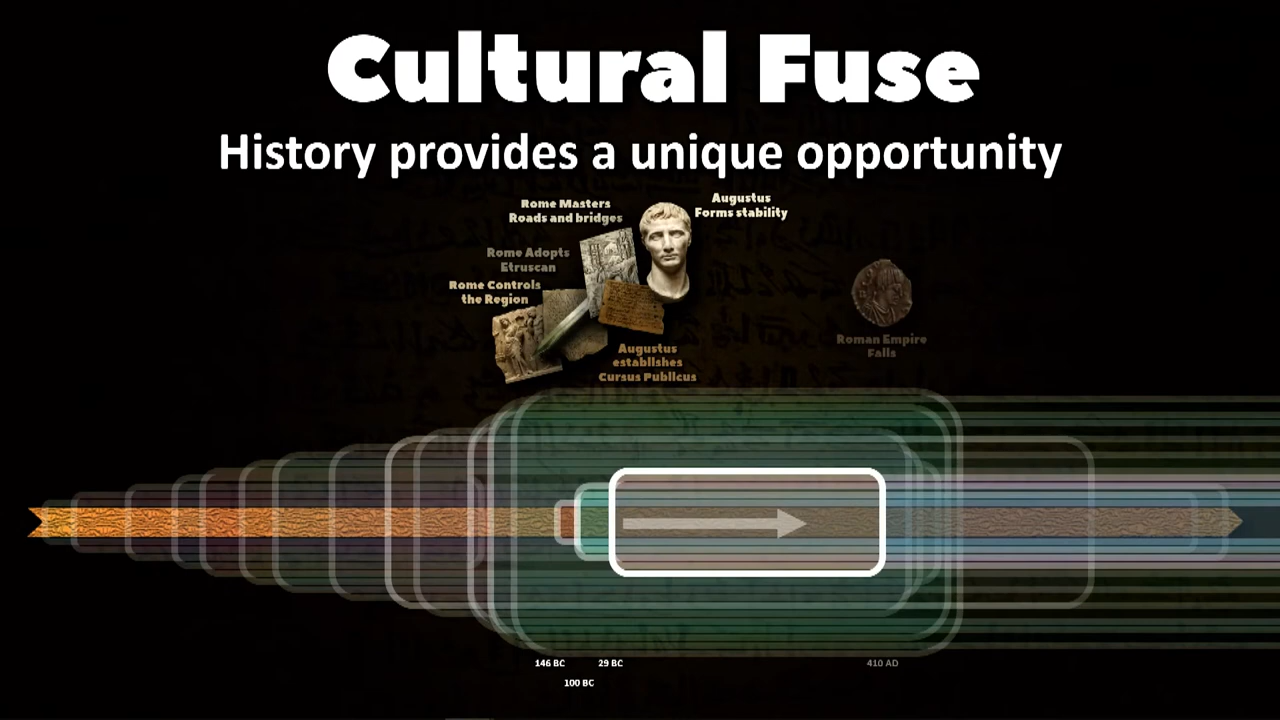 Cultural Fuse
History provides a unique opportunity
Rome Masters
Roads and bridges
Augustus
Forms stability
Rome Adopts
Etruscan
Rome Controls
the Region
Augustus
establishes
Cursus Publicus
Roman Empire
Falls
146 BC
29 BC
410 AD
100 BC